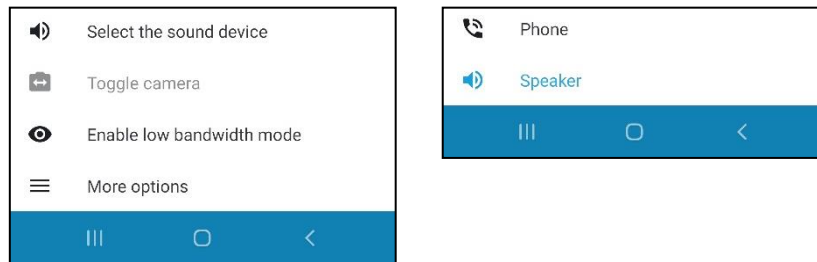 Select the sound device
Toggle camera
Enable low bandwidth mode
More options
Phone
Speaker